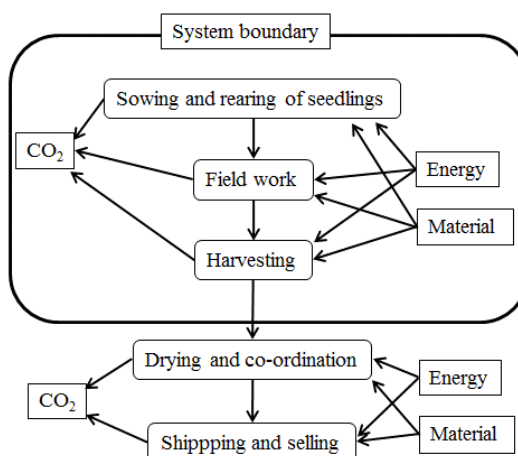 System boundary
Sowing and rearing of seedlings
CO₂
Energy
Field work
Material
Harvesting
Drying and co-ordination
Energy
CO₂
Shippping and selling
Material